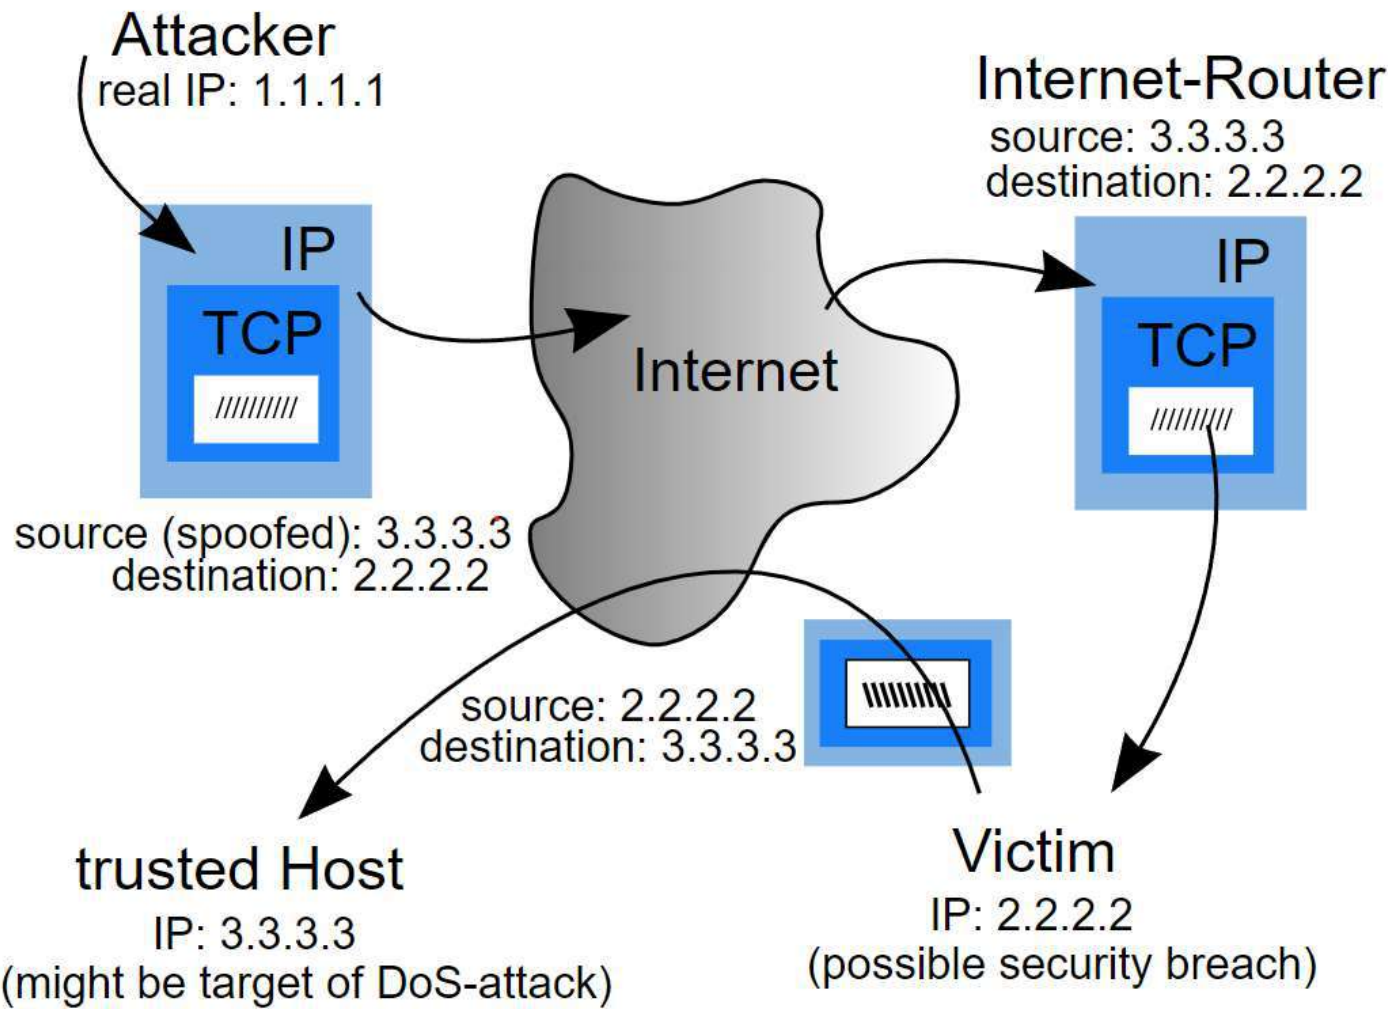 Attacker
real IP: 1.1.1.1
Internet-Router
source: 3.3.3.3
destination: 2.2.2.2
IP
TCP
//////////
IP
TCP
//////////
Internet
source (spoofed): 3.3.3.3
destination: 2.2.2.2
source: 2.2.2.2
destination: 3.3.3.3
\\\\\\\\\\
trusted Host
IP: 3.3.3.3
(might be target of DoS-attack)
Victim
IP: 2.2.2.2
(possible security breach)